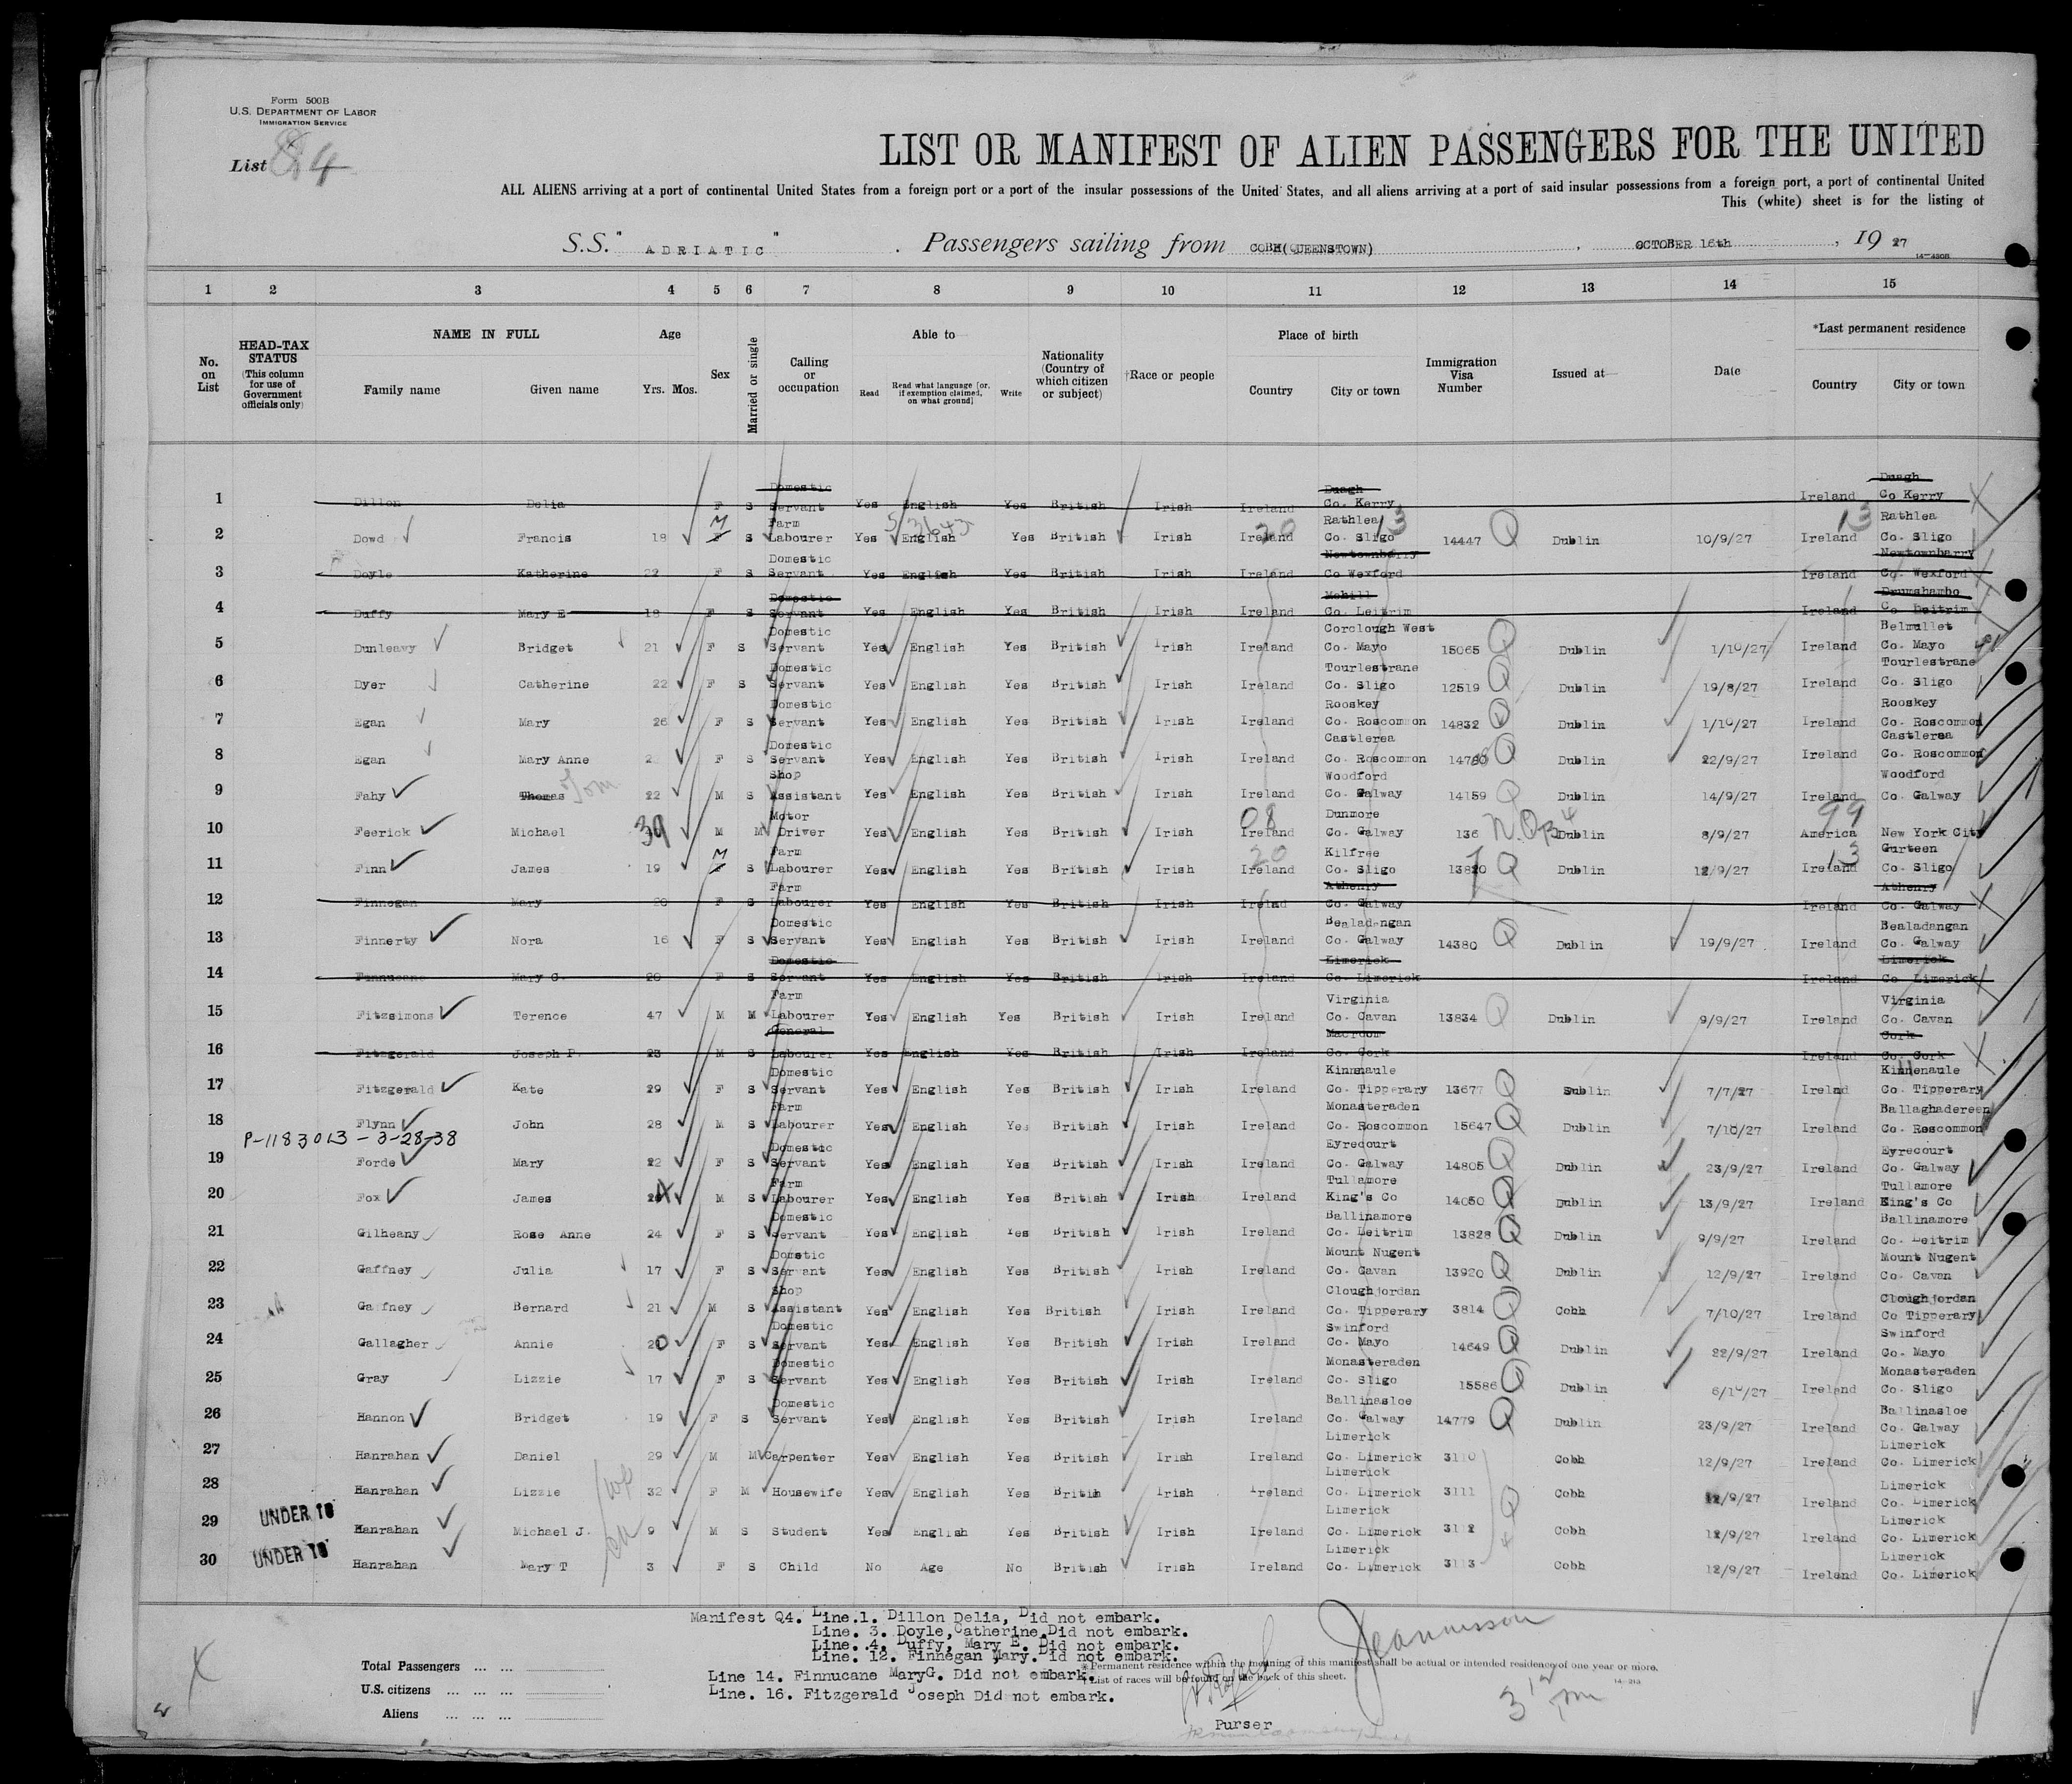 Form 500B
U.S. DEPARTMENT OF LABOR
IMMIGRATION SERVICE
List 4
LIST OR MANIFEST OF ALIEN PASSENGERS FOR THE UNITED
ALL ALIENS arriving at a port of continental United States from a foreign port or a port of the insular possessions of the United States, and all aliens arriving at a port of said insular possessions from a foreign port, a port of continental United
This (white) sheet is for the listing of
S.S. " ADRIATIC " . Passengers sailing from COBH(QUEENSTOWN) , OCTOBER 16th , 19 27
14-430B
1 2 3 4 5 6 7 8 9 10 11 12 13 14 15
No. on List
HEAD-TAX STATUS (This column for use of Government officials only)
NAME IN FULL
Family name Given name
Age
Yrs. Mos.
Sex
Married or single
Calling or occupation
Able to
Read Read what language [or, if exemption claimed, on what ground] Write
Nationality (Country of which citizen or subject)
†Race or people
Place of birth
Country City or town
Immigration Visa Number
Issued at
Date
*Last permanent residence
Country City or town
1 Dillon Delia F S Domestic Servant Yes English Yes British Irish Ireland Duagh Co. Kerry Ireland Duagh Co Kerry
2 Dowd Francis 18 M S Farm Labourer Yes English Yes British Irish Ireland Rathlea Co. Sligo 14447 Q Dublin 10/9/27 Ireland Rathlea Co. Sligo
3 Doyle Katherine 22 F S Domestic Servant Yes English Yes British Irish Ireland Newtownbarry Co Wexford Ireland Newtownbarry Co. Wexford
4 Duffy Mary E 18 F S Domestic Servant Yes English Yes British Irish Ireland Mohill Co. Leitrim Ireland Drumshambo Co Leitrim
5 Dunleavy Bridget 21 F S Domestic Servant Yes English Yes British Irish Ireland Corclough West Co. Mayo 15065 Q Dublin 1/10/27 Ireland Belmullet Co. Mayo
6 Dyer Catherine 22 F S Domestic Servant Yes English Yes British Irish Ireland Tourlestrane Co. Sligo 12519 Q Dublin 19/8/27 Ireland Tourlestrane Co. Sligo
7 Egan Mary 26 F S Domestic Servant Yes English Yes British Irish Ireland Rooskey Co. Roscommon 14832 Q Dublin 1/10/27 Ireland Rooskey Co. Roscommon
8 Egan Mary Anne F S Domestic Servant Yes English Yes British Irish Ireland Castlerea Co. Roscommon Q Dublin 22/9/27 Ireland Castlerea Co. Roscommon
9 Fahy Thomas Tom 22 M S Shop Assistant Yes English Yes British Irish Ireland Woodford Co. Galway 14159 Q Dublin 14/9/27 Ireland Woodford Co. Galway
10 Feerick Michael 39 M M Motor Driver Yes English Yes British Irish Ireland Dunmore Co. Galway 136 Dublin 8/9/27 America New York City
11 Finn James 19 M S Farm Labourer Yes English Yes British Irish Ireland Kilfree Co. Sligo 13820 Q Dublin 12/9/27 Ireland Gurteen Co. Sligo
12 Finnegan Mary 20 F S Farm Labourer Yes English Yes British Irish Irelnd Athenry Co. Galway Ireland Athenry Co. Galway
13 Finnerty Nora 16 F S Domestic Servant Yes English Yes British Irish Ireland Bealadangan Co. Galway 14380 Q Dublin 19/9/27 Ireland Bealadangan Co. Galway
14 Finnucane Mary G. 20 F S Domestic Servant Yes English Yes British Irish Ireland Limerick Co. Limerick Ireland Limerick Co Limerick
15 Fitzsimons Terence 47 M M Farm Labourer Yes English Yes British Irish Ireland Virginia Co. Cavan 13834 Q Dublin 9/9/27 Ireland Virginia Co. Cavan
16 Fitzgerald Joseph P. 23 M S General Labourer Yes English Yes British Irish Ireland Macroom Co. Cork Ireland Cork Co. Cork
17 Fitzgerald Kate 29 F S Domestic Servant Yes English Yes British Irish Ireland Kinnnaule Co. Tipperary 13677 Q Dublin 7/7/27 Irelnd Kinnenaule Co. Tipperary
18 Flynn John 28 M S Farm Labourer Yes English Yes British Irish Ireland Monasteraden Co. Roscommon 15647 Q Dublin 7/10/27 Ireland Ballaghadereen Co. Roscommon
P-1183013 - 3-28-38
19 Forde Mary 22 F S Domestic Servant Yes English Yes British Irish Ireland Eyrecourt Co. Galway 14805 Q Dublin 23/9/27 Ireland Eyrecourt Co. Galway
20 Fox James M S Farm Labourer Yes English Yes British Irish Ireland Tullamore King's Co 14050 Q Dublin 13/9/27 Ireland Tullamore King's Co
21 Gilheany Rose Anne 24 F S Domestic Servant Yes English Yes British Irish Ireland Ballinamore Co. Leitrim 13828 Q Dublin 9/9/27 Ireland Ballinamore Co. Leitrim
22 Gaffney Julia 17 F S Domstic Servant Yes English Yes British Irish Ireland Mount Nugent Co. Cavan 13920 Q Dublin 12/9/27 Ireland Mount Nugent Co. Cavan
23 Gaffney Bernard 21 M S Shop Assistant Yes English Yes British Irish Ireland Cloughjordan Co. Tipperary 3814 Q Cobh 7/10/27 Ireland Cloughjordan Co Tipperary
24 Gallagher Annie 20 F S Domestic Servant Yes English Yes British Irish Ireland Swinford Co. Mayo 14649 Q Dublin 22/9/27 Ireland Swinford Co. Mayo
25 Gray Lizzie 17 F S Domestic Servant Yes English Yes British Irish Ireland Monasteraden Co. Sligo 15586 Q Dublin 6/10/27 Ireland Monasteraden Co. Sligo
26 Hannon Bridget 19 F S Domestic Servant Yes English Yes British Irish Ireland Ballinasloe Co. Galway 14779 Q Dublin 23/9/27 Ireland Ballinasloe Co. Galway
27 Hanrahan Daniel 29 M M Carpenter Yes English Yes British Irish Ireland Limerick Co. Limerick 3110 Cobh 12/9/27 Ireland Limerick Co. Limerick
28 Hanrahan Lizzie 32 F M Housewife Yes English Yes Britih Irish Ireland Limerick Co. Limerick 3111 Cobh 12/9/27 Ireland Limerick Co. Limerick
29 UNDER 16 Hanrahan Michael J. 9 M S Student Yes English Yes British Irish Ireland Limerick Co. Limerick 3112 Q Cobh 12/9/27 Ireland Limerick Co. Limerick
30 UNDER 16 Hanrahan Mary T 3 F S Child No Age No British Irish Ireland Limerick Co. Limerick 3113 Cobh 12/9/27 Ireland Limerick Co. Limerick
Manifest Q4. Line.1. Dillon Delia, Did not embark.
Line. 3. Doyle, Catherine. Did not embark.
Line. 4. Duffy, Mary E. Did not embark.
Line. 12. Finnegan Mary. id not embark.
Line 14. Finnucane MaryG. Did not embark.
Line. 16. Fitzgerald Joseph Did not embark.
Total Passengers ... ...
U.S. citizens ... ... ...
Aliens ... ... ...
* Permanent residence within the meaning of this manifest shall be actual or intended residence of one year or more.
† List of races will be found on the back of this sheet.
14-313
Purser